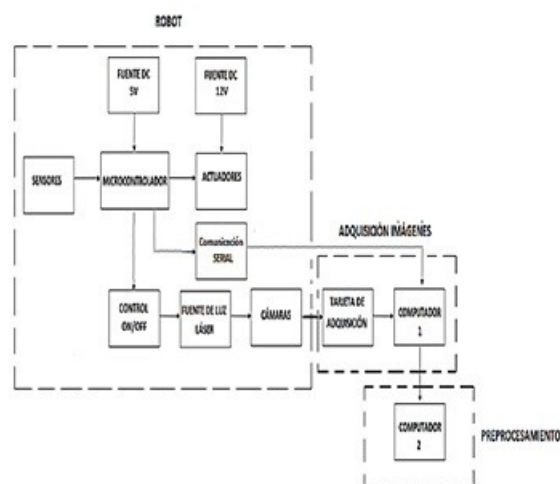 ROBOT
FUENTE DC
5V
FUENTE DC
12V
SENSORES
MICROCONTROLADOR
ACTUADORES
Comunicación
SERIAL
ADQUISICIÓN IMÁGENES
CONTROL
ON/OFF
FUENTE DE LUZ
LÁSER
CÁMARAS
TARJETA DE
ADQUISICIÓN
COMPUTADOR
1
COMPUTADOR
2
PREPROCESAMIENTO